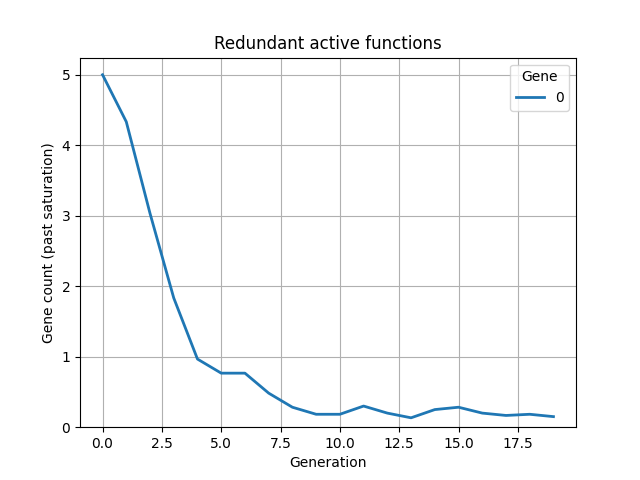 Redundant active functions
Gene
0
Gene count (past saturation)
5
4
3
2
1
0
0.0 2.5 5.0 7.5 10.0 12.5 15.0 17.5
Generation